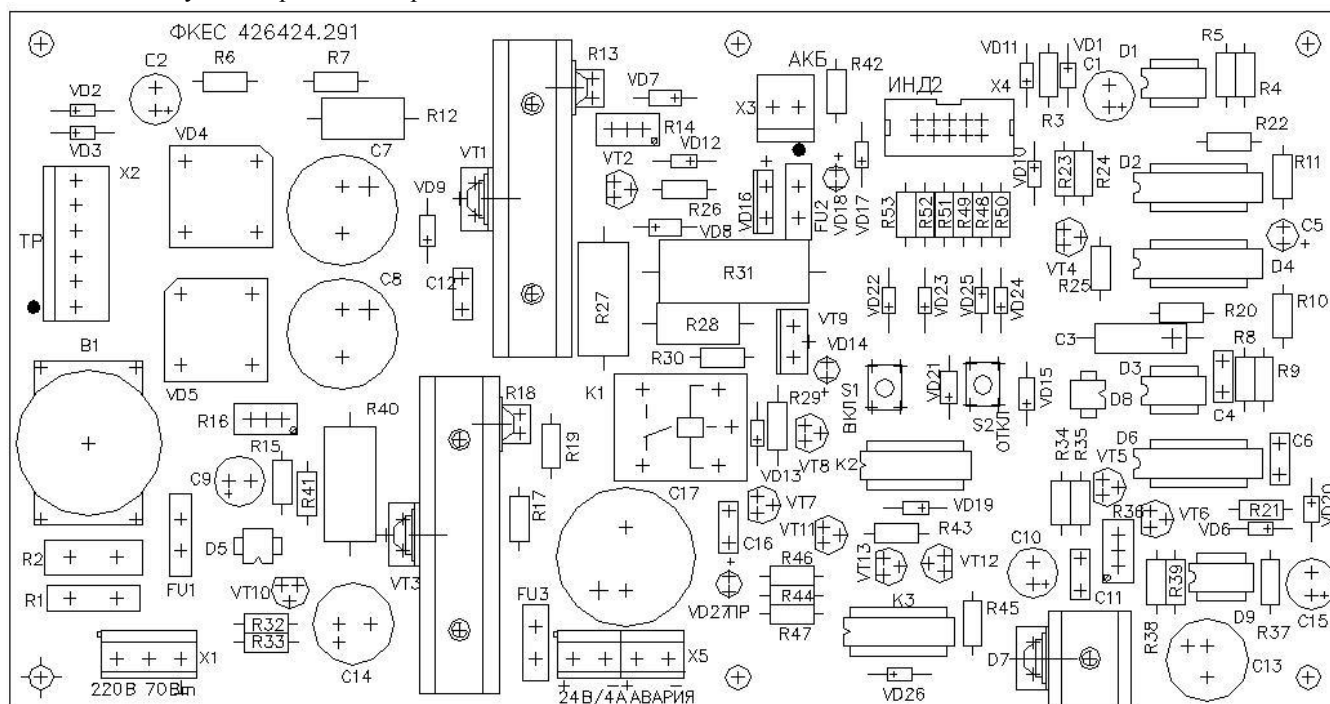 ФКЕС 426424.291
C2
R6
R7
R13
VD7
АКБ
R42
VD11
VD1
C1
D1
R5
VD2
VD3
VD4
R12
R14
X3
ИНД2
X4
R3
R4
R22
X2
C7
VT1
VT2
VD12
VD10
R23
R24
D2
R11
VD9
R26
VD16
FU2
VD18
VD17
R53
R52
R51
R49
R48
R50
TP
VD8
VT4
C5
C8
C12
R27
R31
R25
D4
VD22
VD23
VD25
VD24
R10
B1
R28
VT9
R20
VD5
R30
VD14
C3
R8
R16
R40
R18
K1
R29
S1
ВКЛ
VD21
S2
ОТКЛ
VD15
D8
D3
R9
C4
R15
R19
VD13
VT8
K2
R34
R35
VT5
D6
C6
C9
R41
R17
C17
VT7
VD19
R36
VT6
R21
VD6
VD20
R2
D5
VT3
C16
VT11
R43
VT13
VT12
C10
FU1
VT10
R46
C11
R39
R1
FU3
VD27
ПР
R44
K3
R45
R38
D9
R37
C15
R32
R33
R47
C14
X1
X5
D7
C13
220В 70Вт
24В/4А
АВАРИЯ
VD26